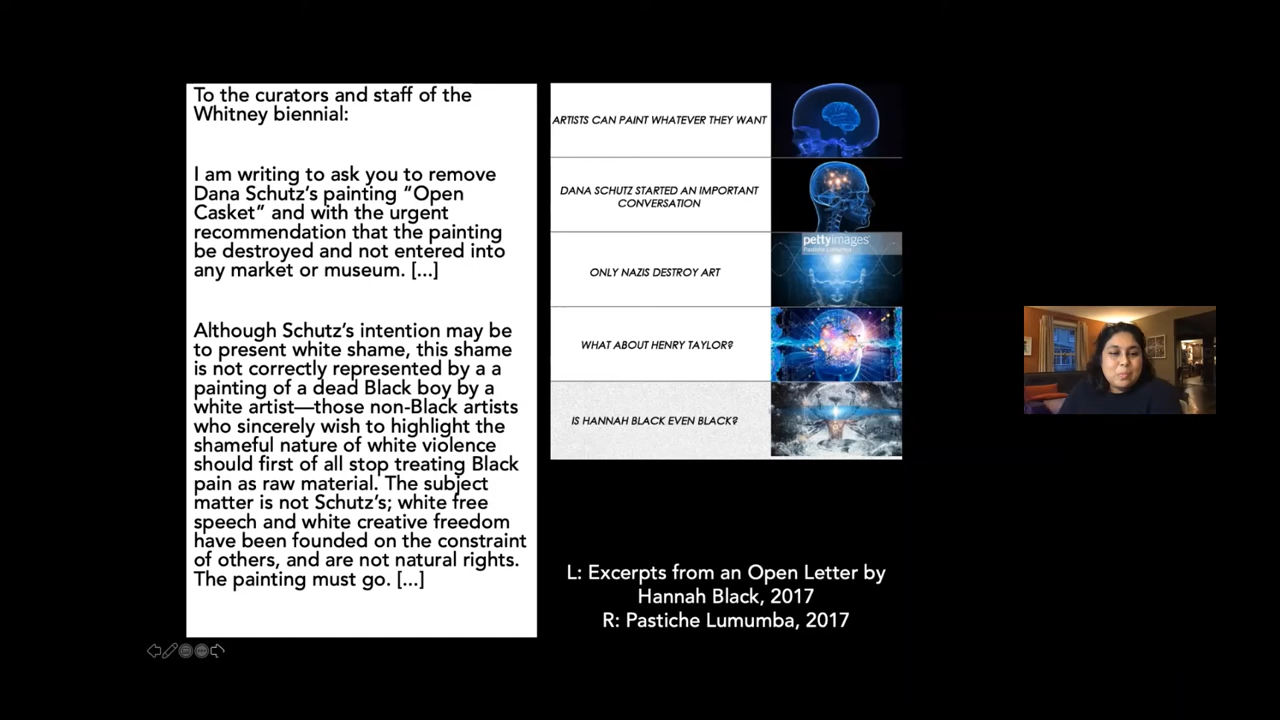 To the curators and staff of the
Whitney biennial:
I am writing to ask you to remove
Dana Schutz's painting “Open
Casket” and with the urgent
recommendation that the painting
be destroyed and not entered into
any market or museum. [...]
Although Schutz's intention may be
to present white shame, this shame
is not correctly represented by a a
painting of a dead Black boy by a
white artist—those non-Black artists
who sincerely wish to highlight the
shameful nature of white violence
should first of all stop treating Black
pain as raw material. The subject
matter is not Schutz's; white free
speech and white creative freedom
have been founded on the constraint
of others, and are not natural rights.
The painting must go. [...]
ARTISTS CAN PAINT WHATEVER THEY WANT
DANA SCHUTZ STARTED AN IMPORTANT
CONVERSATION
pettyimages
Pastiche Lumumba
ONLY NAZIS DESTROY ART
WHAT ABOUT HENRY TAYLOR?
IS HANNAH BLACK EVEN BLACK?
L: Excerpts from an Open Letter by
Hannah Black, 2017
R: Pastiche Lumumba, 2017